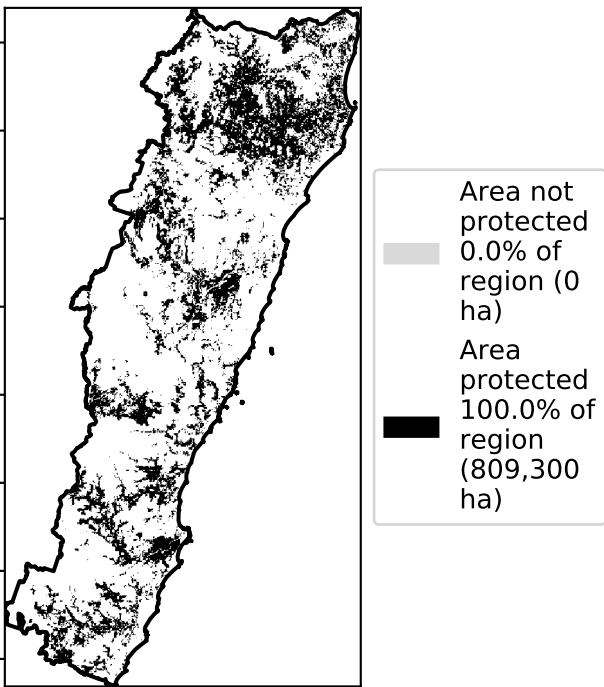 Area not
protected
0.0% of
region (0
ha)
Area
protected
100.0% of
region
(809,300
ha)